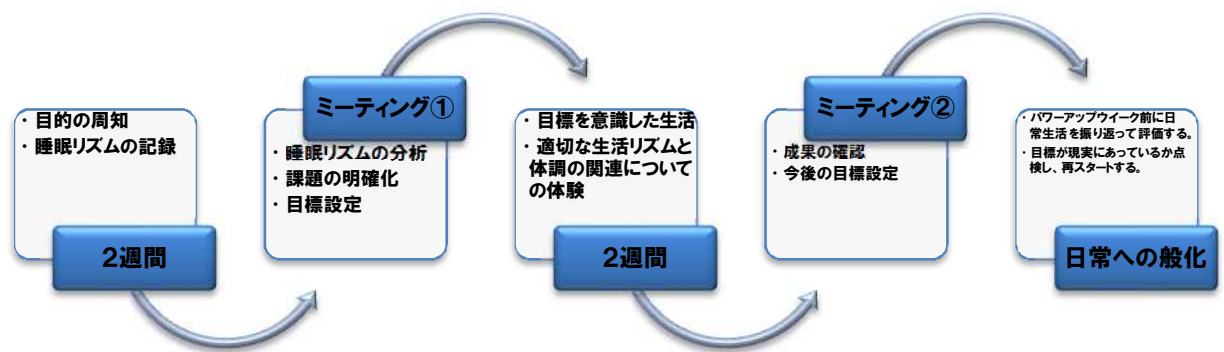 ・目的の周知
・睡眠リズムの記録
2週間
ミーティング①
・睡眠リズムの分析
・課題の明確化
・目標設定
・目標を意識した生活
・適切な生活リズムと
体調の関連について
の体験
2週間
ミーティング②
・成果の確認
・今後の目標設定
・パワーアップウイーク前に日
常生活を振り返って評価する。
・目標が現実にあっているか点
検し、再スタートする。
日常への般化